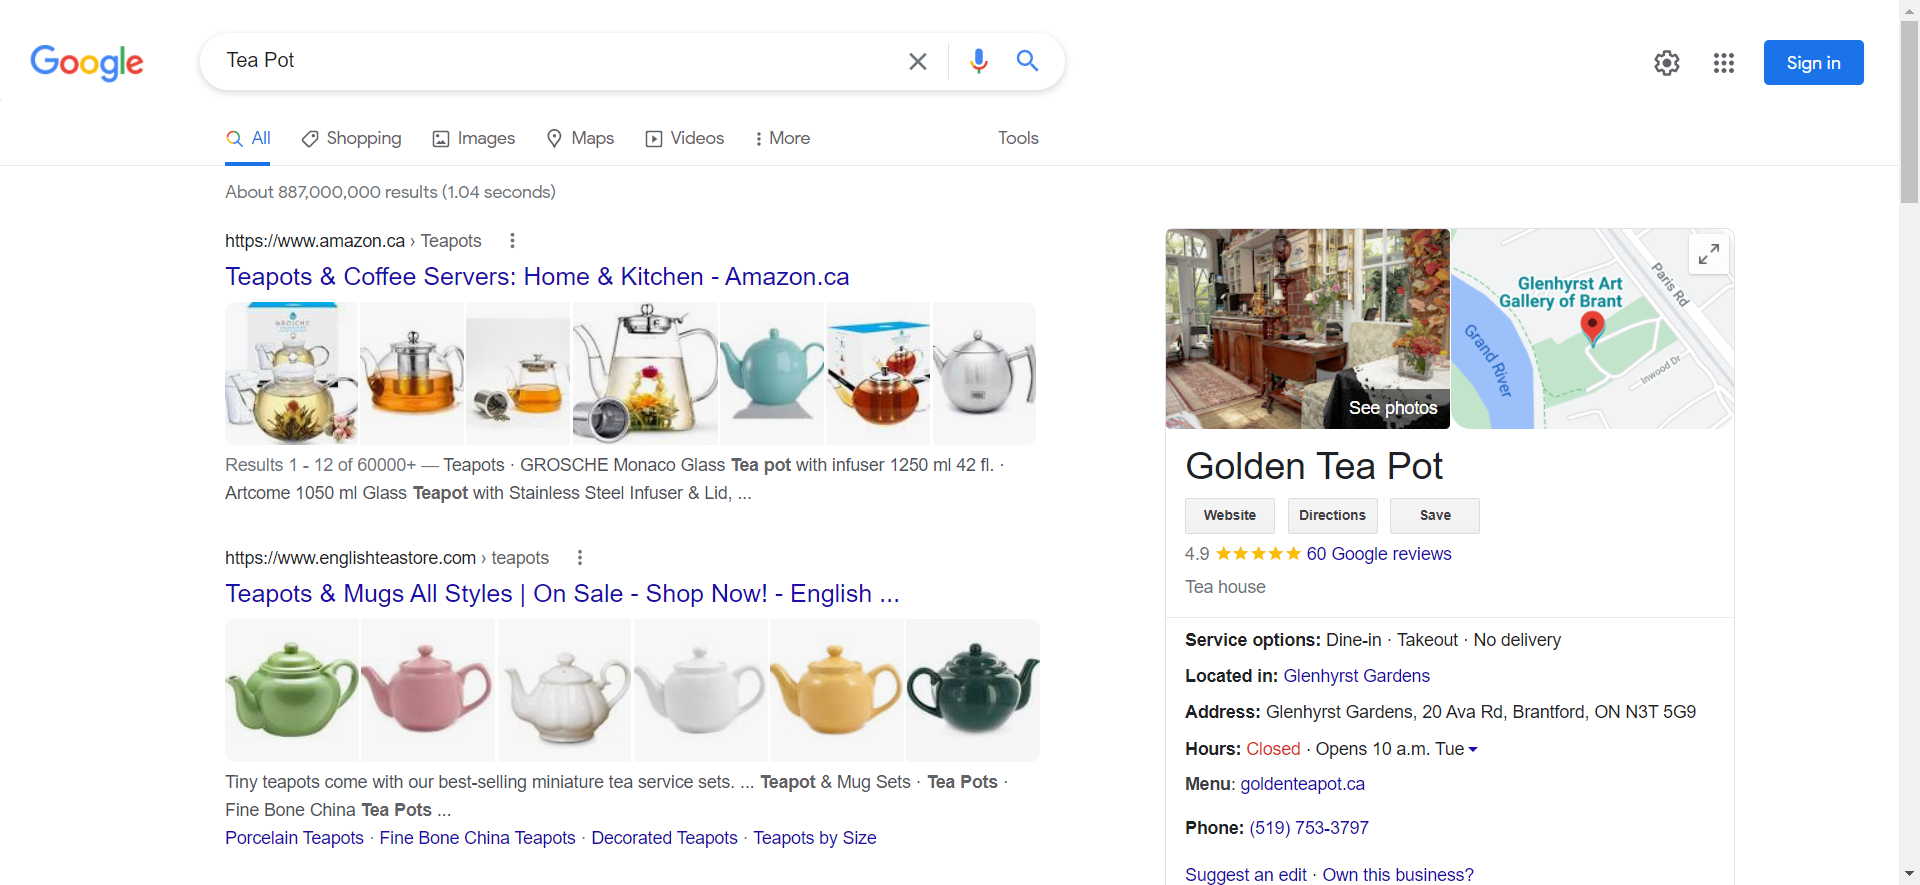 Google
Tea Pot
Sign in
All
Shopping
Images
Maps
Videos
More
Tools
About 887,000,000 results (1.04 seconds)
https://www.amazon.ca › Teapots
Teapots & Coffee Servers: Home & Kitchen - Amazon.ca
GROSCHE
Results 1 - 12 of 60000+ — Teapots · GROSCHE Monaco Glass Tea pot with infuser 1250 ml 42 fl. ·
Artcome 1050 ml Glass Teapot with Stainless Steel Infuser & Lid, ...
https://www.englishteastore.com › teapots
Teapots & Mugs All Styles | On Sale - Shop Now! - English ...
Tiny teapots come with our best-selling miniature tea service sets. ... Teapot & Mug Sets · Tea Pots ·
Fine Bone China Tea Pots ...
Porcelain Teapots · Fine Bone China Teapots · Decorated Teapots · Teapots by Size
See photos
Glenhyrst Art
Gallery of Brant
Paris Rd
Grand River
Inwood Dr
Golden Tea Pot
Website
Directions
Save
4.9 ★★★★★ 60 Google reviews
Tea house
Service options: Dine-in · Takeout · No delivery
Located in: Glenhyrst Gardens
Address: Glenhyrst Gardens, 20 Ava Rd, Brantford, ON N3T 5G9
Hours: Closed · Opens 10 a.m. Tue
Menu: goldenteapot.ca
Phone: (519) 753-3797
Suggest an edit · Own this business?